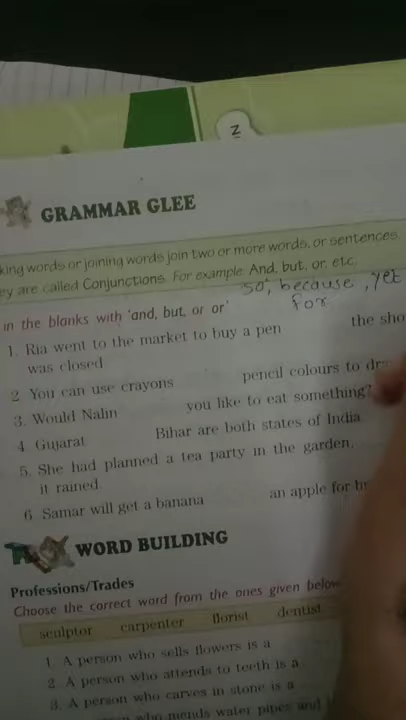 Z
GRAMMAR GLEE
king words or joining words join two or more words, or sentences.
ey are called Conjunctions. For example: And, but, or, etc.
so, because, yet
for
in the blanks with 'and, but, or or'
1. Ria went to the market to buy a pen the sho
was closed.
2 You can use crayons pencil colours to dra
3. Would Nalin you like to eat something?
4 Gujarat Bihar are both states of India
5. She had planned a tea party in the garden,
it rained.
6 Samar will get a banana an apple for
WORD BUILDING
Professions/Trades
Choose the correct word from the ones given below
sculptor carpenter florist dentist
1. A person who sells flowers is a
2. A person who attends to teeth is a
3. A person who carves in stone is a
who mends water pipes and